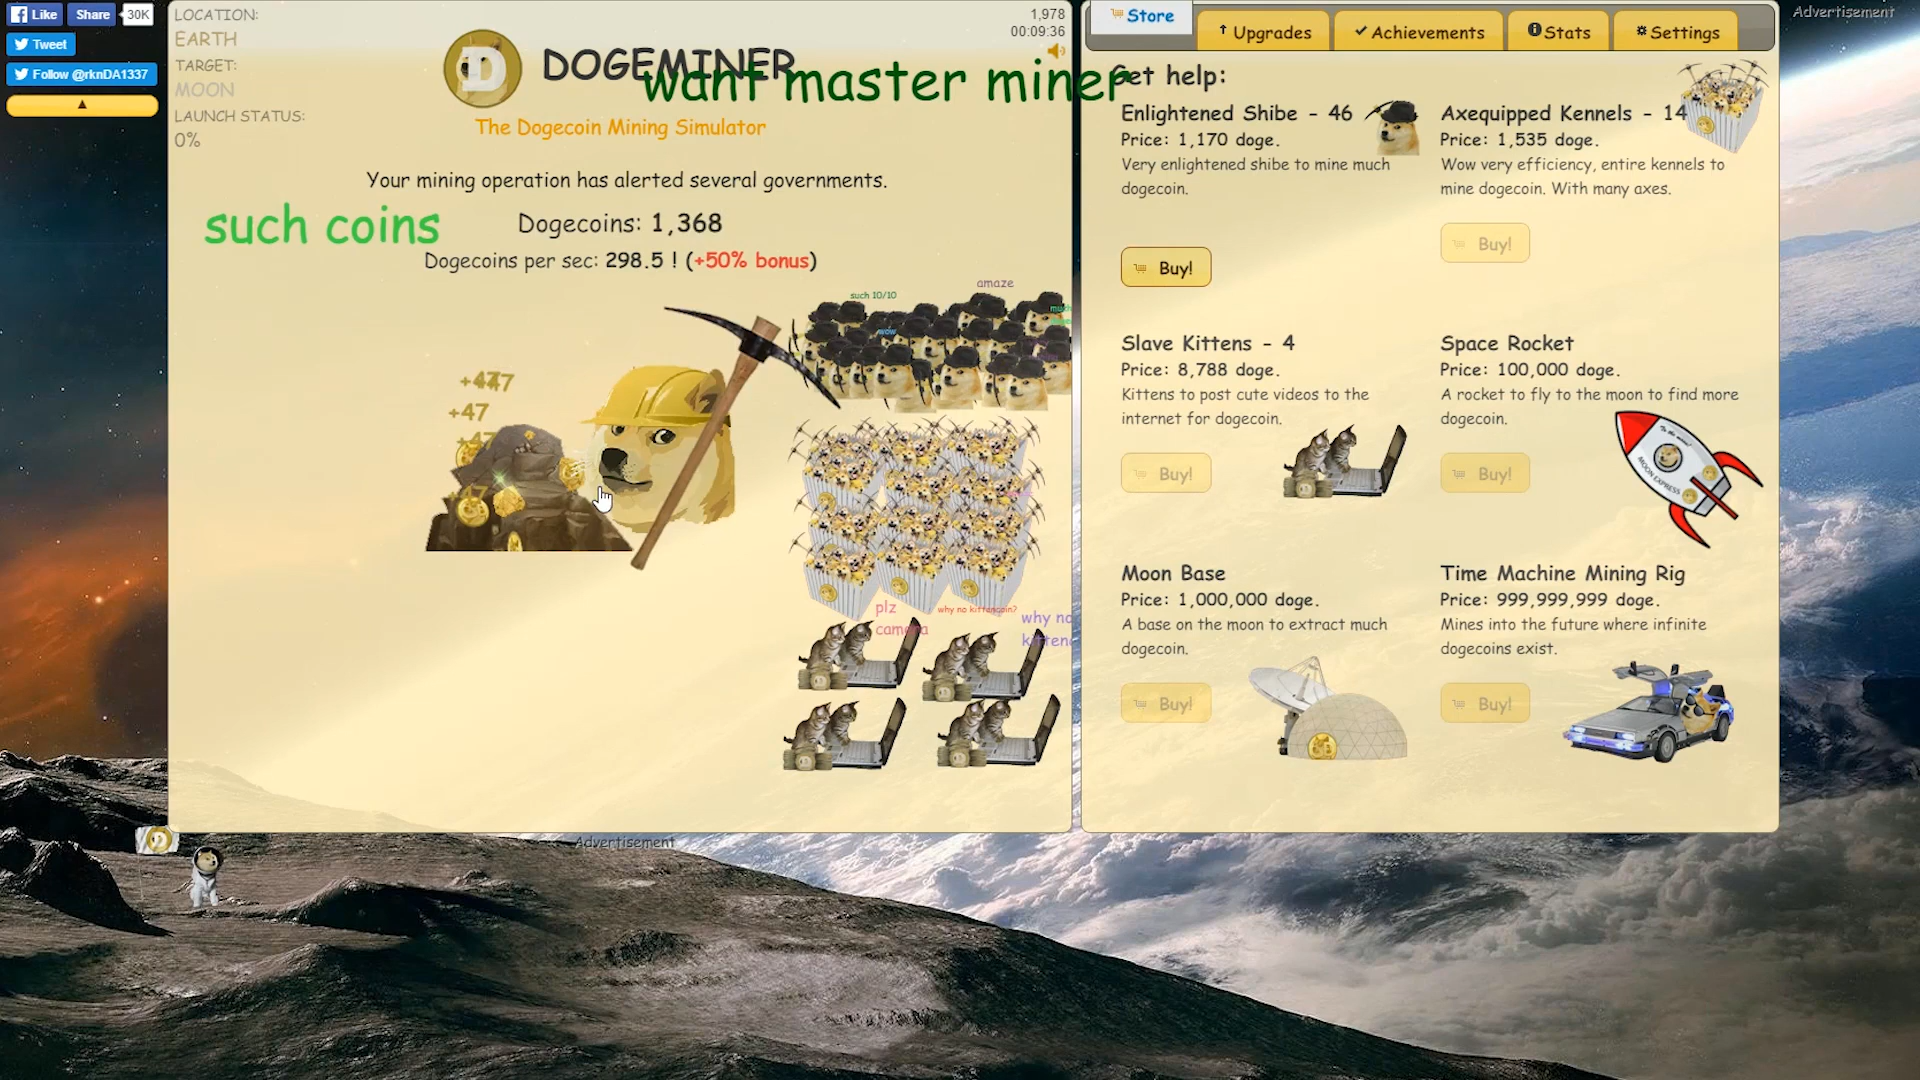 Like
Share
30K
Tweet
Follow @rknDA1337
LOCATION:
EARTH
TARGET:
MOON
LAUNCH STATUS:
0%
1,978
00:09:36
DOGEMINER
want master miner
The Dogecoin Mining Simulator
Your mining operation has alerted several governments.
such coins
Dogecoins: 1,368
Dogecoins per sec: 298.5 ! (+50% bonus)
such 10/10
amaze
wow
+47
+47
plz
camera
why no kittencoin?
why no
Advertisement
Store
Upgrades
Achievements
Stats
Settings
Get help:
Enlightened Shibe - 46
Price: 1,170 doge.
Very enlightened shibe to mine much
dogecoin.
Buy!
Axequipped Kennels - 14
Price: 1,535 doge.
Wow very efficiency, entire kennels to
mine dogecoin. With many axes.
Buy!
Slave Kittens - 4
Price: 8,788 doge.
Kittens to post cute videos to the
internet for dogecoin.
Buy!
Space Rocket
Price: 100,000 doge.
A rocket to fly to the moon to find more
dogecoin.
Buy!
MOON EXPRESS
Moon Base
Price: 1,000,000 doge.
A base on the moon to extract much
dogecoin.
Buy!
Time Machine Mining Rig
Price: 999,999,999 doge.
Mines into the future where infinite
dogecoins exist.
Buy!
Advertisement